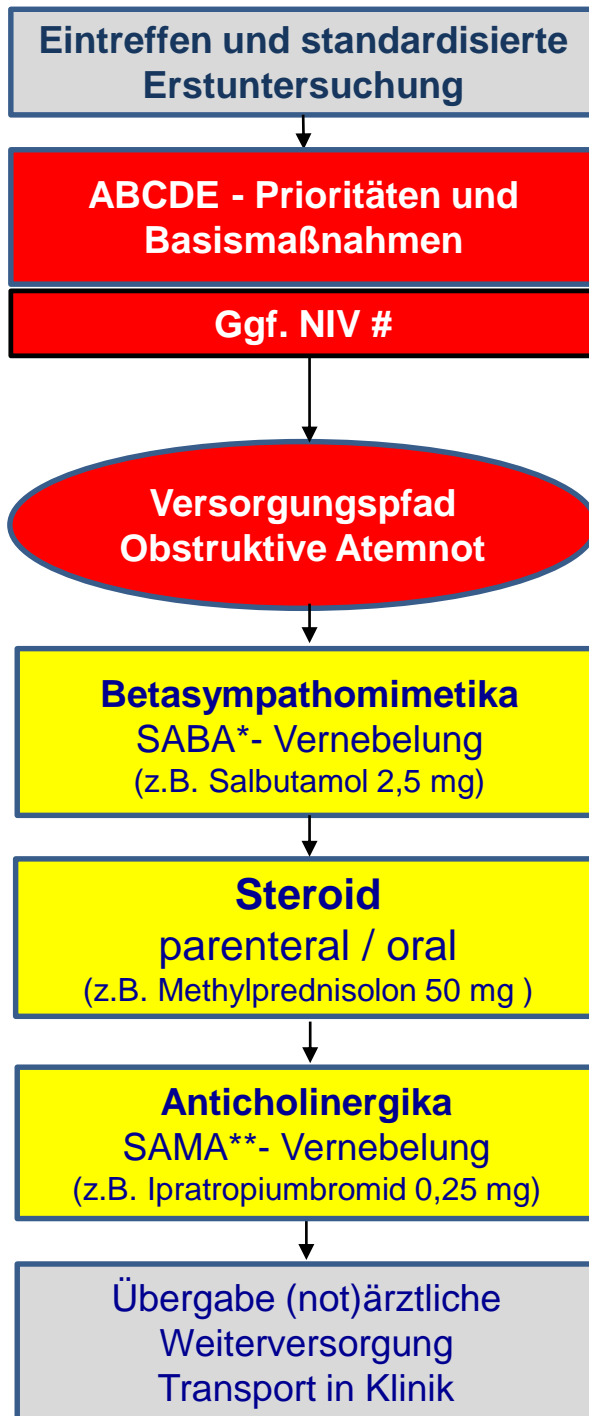 Eintreffen und standardisierte
Erstuntersuchung
ABCDE - Prioritäten und
Basismaßnahmen
Ggf. NIV #
Versorgungspfad
Obstruktive Atemnot
Betasympathomimetika
SABA*- Vernebelung
(z.B. Salbutamol 2,5 mg)
Steroid
parenteral / oral
(z.B. Methylprednisolon 50 mg )
Anticholinergika
SAMA**- Vernebelung
(z.B. Ipratropiumbromid 0,25 mg)
Übergabe (not)ärztliche
Weiterversorgung
Transport in Klinik